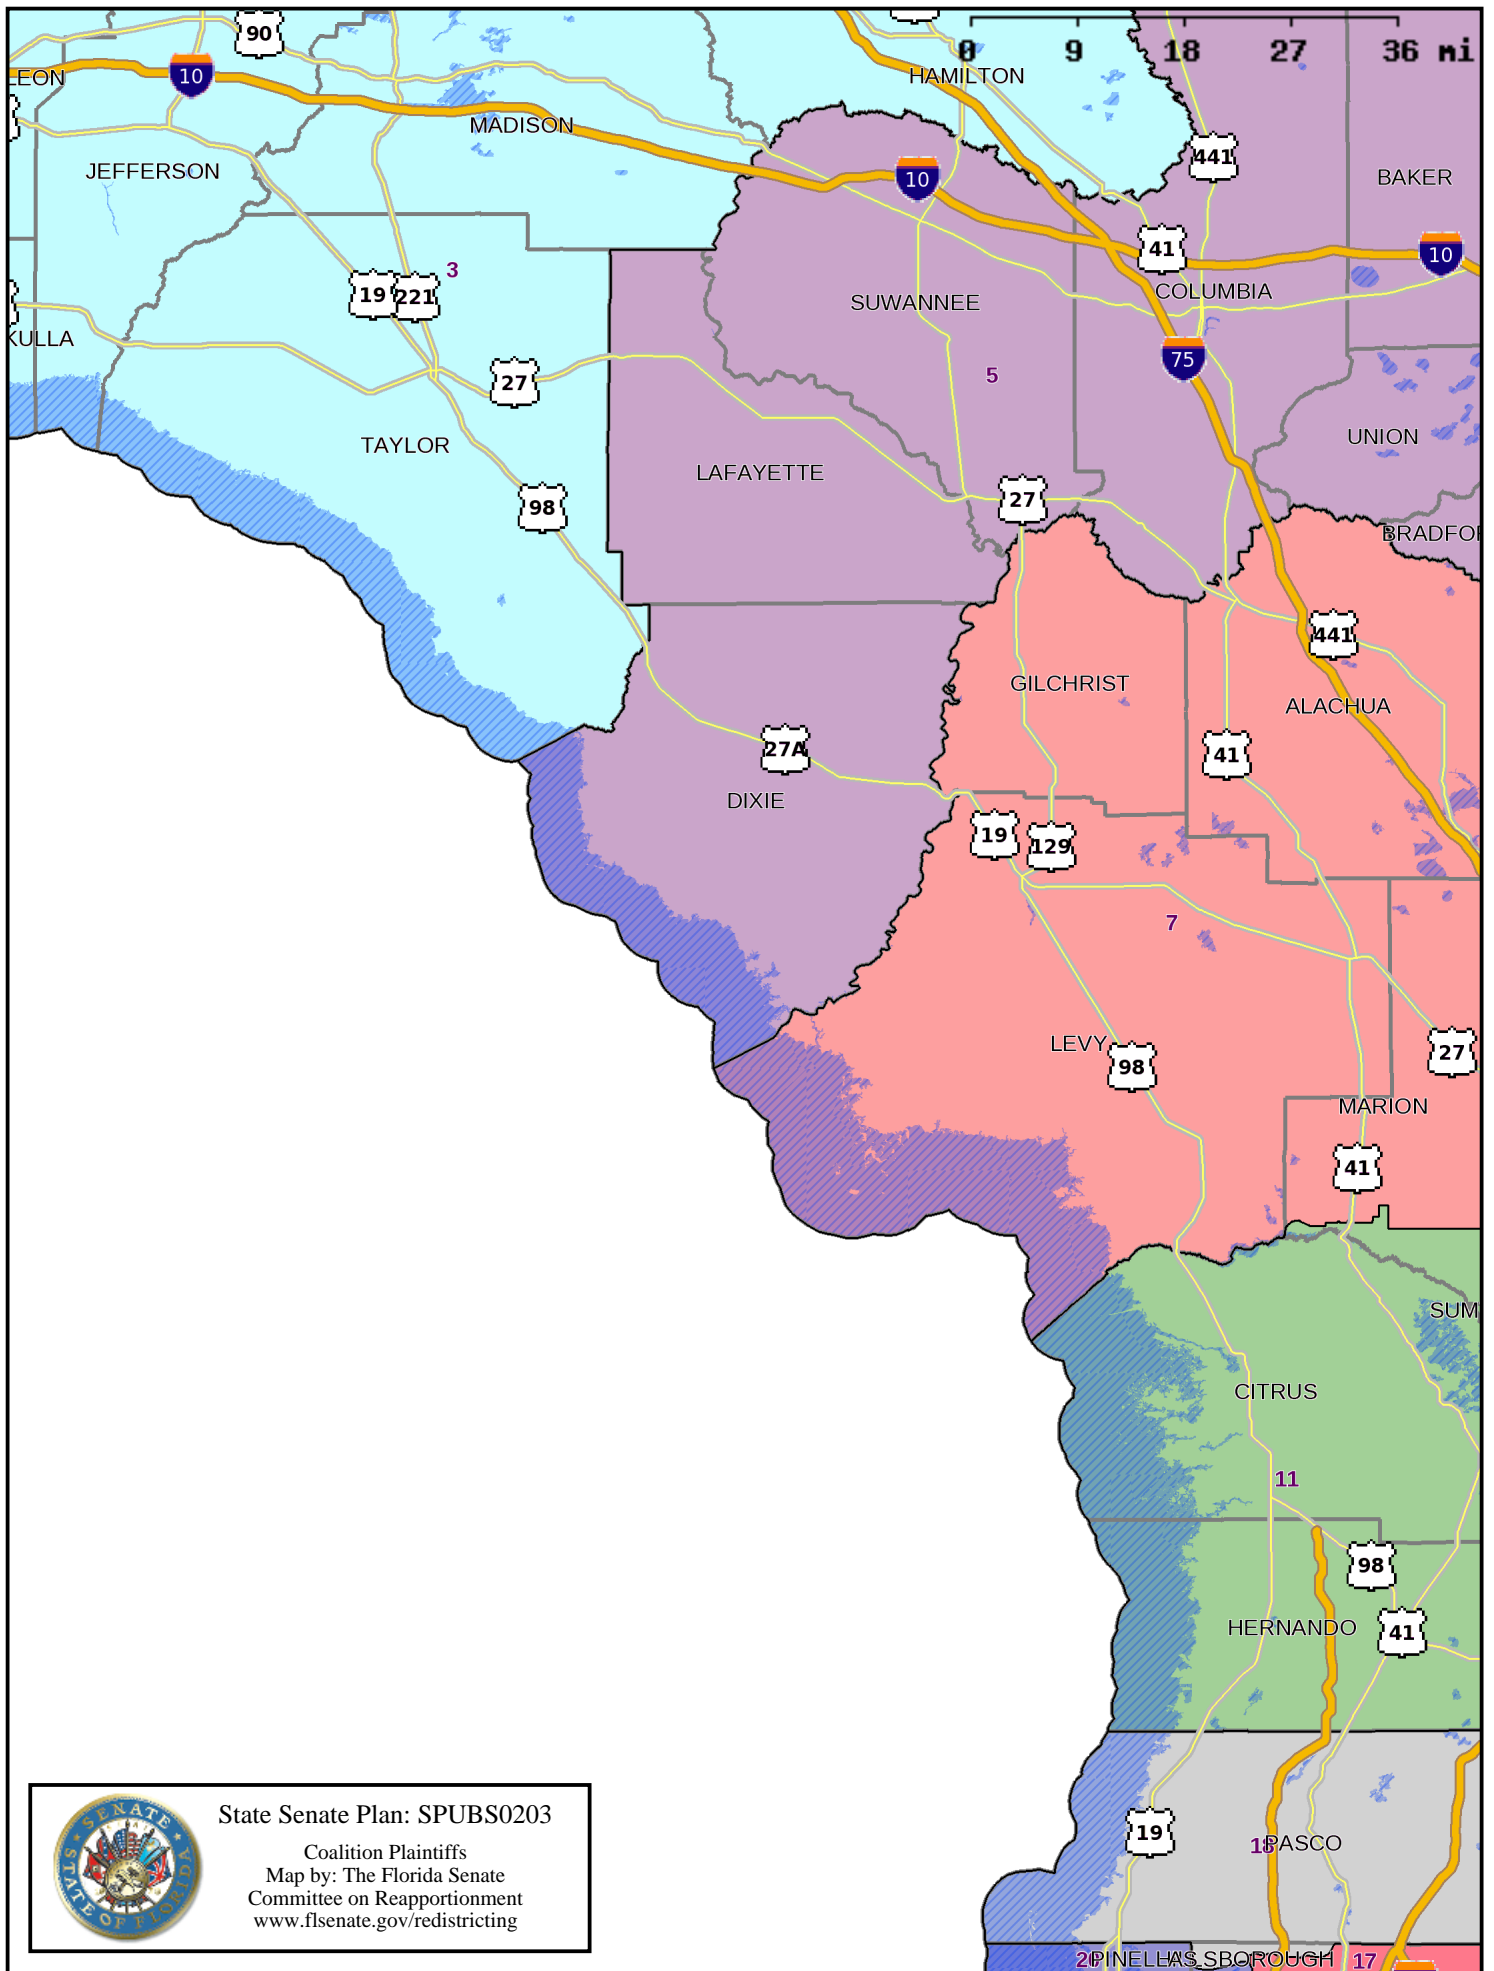 90
0 9 18 27 36 mi
10
LEON
HAMILTON
MADISON
441
JEFFERSON
10
BAKER
41
10
3
COLUMBIA
19
221
SUWANNEE
KULLA
75
5
27
UNION
TAYLOR
LAFAYETTE
27
98
BRADFO
441
GILCHRIST
ALACHUA
27A
41
DIXIE
19
129
7
LEVY
98
27
MARION
41
SUM
CITRUS
11
98
HERNANDO
41
State Senate Plan: SPUBS0203
Coalition Plaintiffs
Map by: The Florida Senate
Committee on Reapportionment
www.flsenate.gov/redistricting
SENATE
STATE OF FLORIDA
19
18
PASCO
PINELLAS
SBOROUGH
17